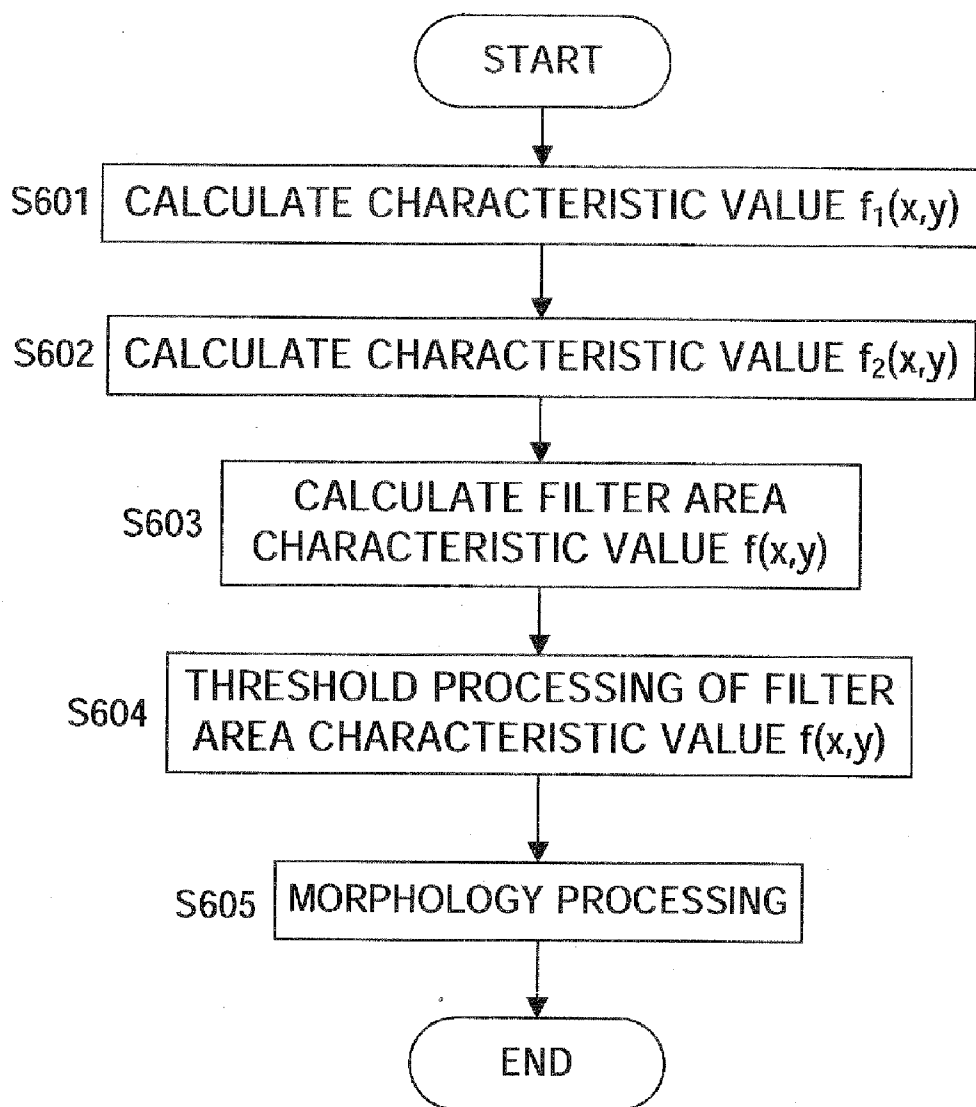 START
S601 CALCULATE CHARACTERISTIC VALUE f₁(x,y)
S602 CALCULATE CHARACTERISTIC VALUE f₂(x,y)
S603
CALCULATE FILTER AREA
CHARACTERISTIC VALUE f(x,y)
S604
THRESHOLD PROCESSING OF FILTER
AREA CHARACTERISTIC VALUE f(x,y)
S605 MORPHOLOGY PROCESSING
END